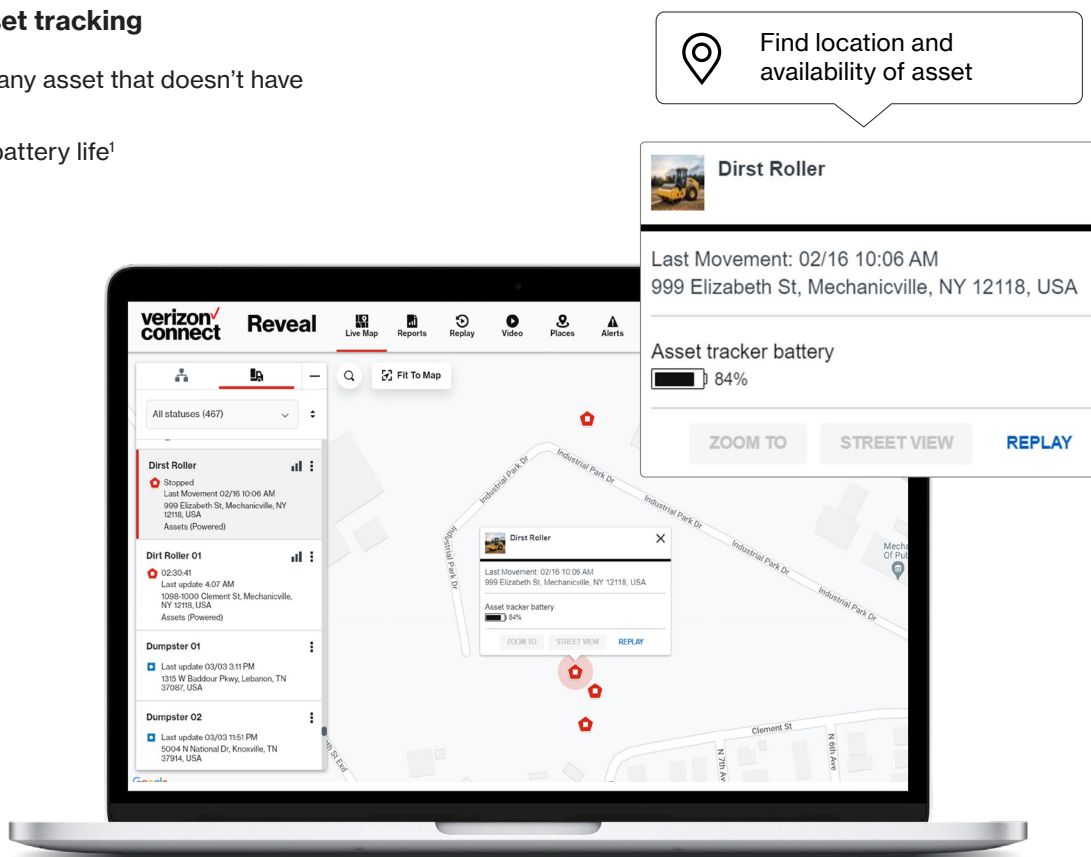 set tracking
any asset that doesn't have
battery life¹
Find location and
availability of asset
Dirst Roller
Last Movement: 02/16 10:06 AM
999 Elizabeth St, Mechanicville, NY 12118, USA
Asset tracker battery
84%
ZOOM TO STREET VIEW REPLAY
verizon connect Reveal
Live Map Reports Replay Video Places Alerts
Fit To Map
All statuses (467)
Dirst Roller
Stopped
Last Movement 02/16 10:06 AM
999 Elizabeth St, Mechanicville, NY
12118, USA
Assets (Powered)
Dirt Roller 01
02:30:41
Last update 4:07 AM
1098-1000 Clement St, Mechanicville,
NY 12118, USA
Assets (Powered)
Dumpster 01
Last update 03/03 3:11 PM
1315 W Baddour Pkwy, Lebanon, TN
37087, USA
Dumpster 02
Last update 03/03 11:51 PM
5004 N National Dr, Knoxville, TN
37914, USA
Google
Industrial Park Dr
Industrial Park Dr
Industrial Park Dr
Industrial Park Dr
Industrial Park Dr
Industrial Park Dr
Dirst Roller
Last Movement: 02/16 10:06 AM
999 Elizabeth St, Mechanicville, NY 12118, USA
Asset tracker battery
84%
ZOOM TO STREET VIEW REPLAY
Mecha
Of Pub
Clement St
N 7th Av
N 6th Ave
th St Exd